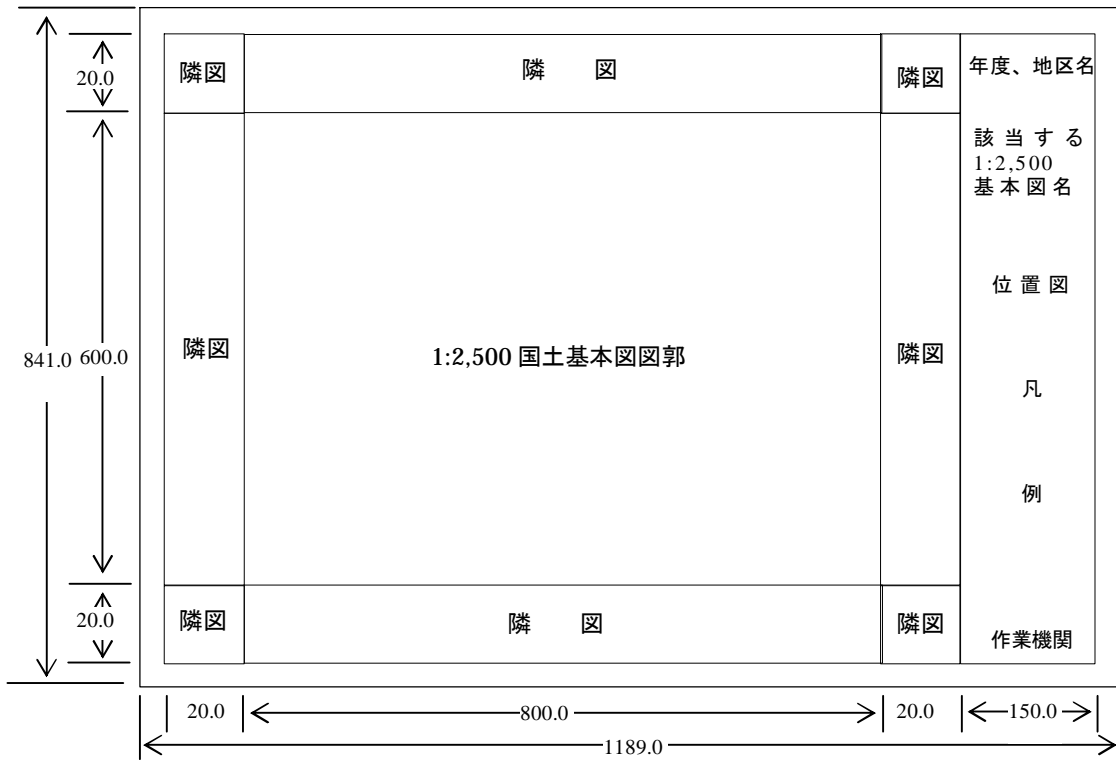 隣図
隣 図
隣図
年度、地区名
20.0
該当する
1:2,500
基本図名
位置図
841.0
600.0
隣図
1:2,500 国土基本図図郭
隣図
凡
例
20.0
隣図
隣 図
隣図
作業機関
20.0
800.0
20.0
150.0
1189.0